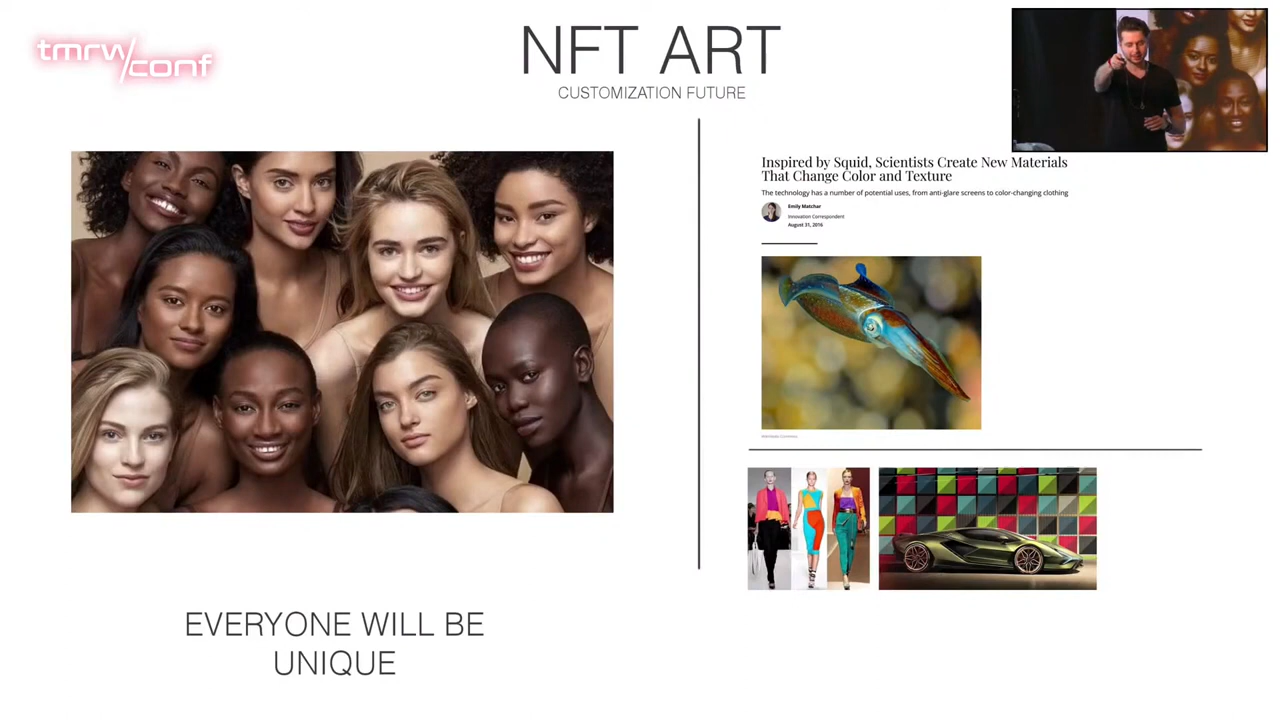 tmrw/conf
NFT ART
CUSTOMIZATION FUTURE
Inspired by Squid, Scientists Create New Materials
That Change Color and Texture
The technology has a number of potential uses, from anti-glare screens to color-changing clothing
Emily Matchar
Innovation Correspondent
August 31, 2016
EVERYONE WILL BE
UNIQUE